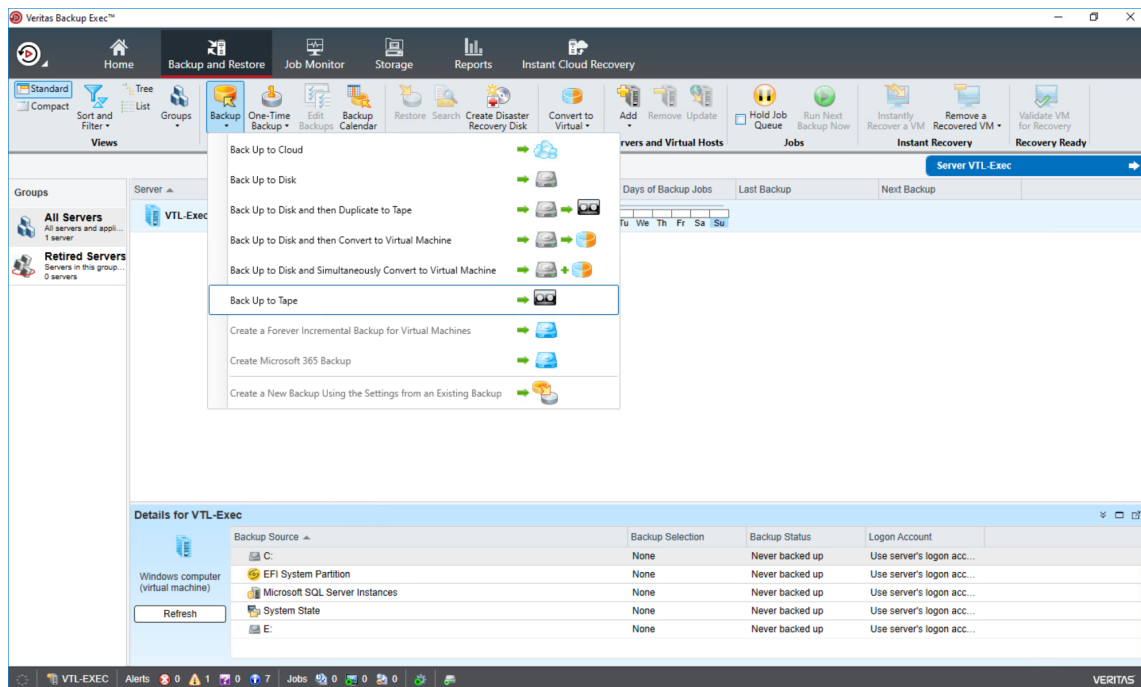 Veritas Backup Exec™
Home
Backup and Restore
Job Monitor
Storage
Reports
Instant Cloud Recovery
Standard
Compact
Sort and Filter
Tree
List
Views
Groups
Backup
One-Time Backup
Edit Backups
Backup Calendar
Restore
Search
Create Disaster Recovery Disk
Convert to Virtual
Add
Remove
Update
rvers and Virtual Hosts
Hold Job Queue
Run Next Backup Now
Jobs
Instantly Recover a VM
Remove a Recovered VM
Instant Recovery
Validate VM for Recovery
Recovery Ready
Back Up to Cloud
Back Up to Disk
Back Up to Disk and then Duplicate to Tape
Back Up to Disk and then Convert to Virtual Machine
Back Up to Disk and Simultaneously Convert to Virtual Machine
Back Up to Tape
Create a Forever Incremental Backup for Virtual Machines
Create Microsoft 365 Backup
Create a New Backup Using the Settings from an Existing Backup
Server VTL-Exec
Groups
All Servers
All servers and appli...
1 server
Retired Servers
Servers in this group...
0 servers
Server
Days of Backup Jobs
Last Backup
Next Backup
VTL-Exec
Tu We Th Fr Sa Su
Details for VTL-Exec
Windows computer
(virtual machine)
Refresh
Backup Source Backup Selection Backup Status Logon Account
C: None Never backed up Use server's logon acc...
EFI System Partition None Never backed up Use server's logon acc...
Microsoft SQL Server Instances None Never backed up Use server's logon acc...
System State None Never backed up Use server's logon acc...
E: None Never backed up Use server's logon acc...
VTL-EXEC Alerts 0 1 0 7 Jobs 0 0 0 VERITAS